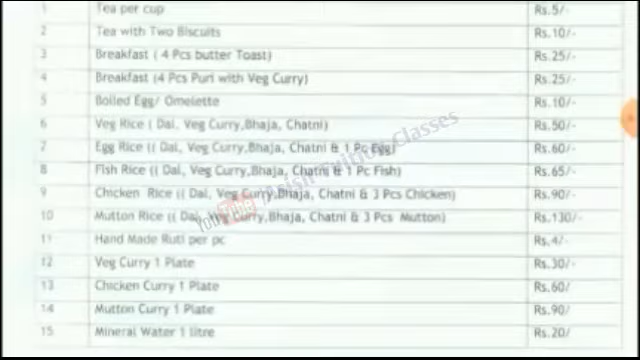 1 Tea per cup Rs.5/-
2 Tea with Two Biscuits Rs.10/-
3 Breakfast ( 4 Pcs butter Toast) Rs.25/-
4 Breakfast (4 Pcs Puri with Veg Curry) Rs.25/-
5 Boiled Egg/ Omelette Rs.10/-
6 Veg Rice ( Dal, Veg Curry,Bhaja, Chatni) Rs.50/-
7 Egg Rice (( Dal, Veg Curry,Bhaja, Chatni & 1 Pc Egg) Rs.60/-
8 Fish Rice (( Dal, Veg Curry,Bhaja, Chatni & 1 Pc Fish) Rs.65/-
9 Chicken Rice (( Dal, Veg Curry,Bhaja, Chatni & 3 Pcs Chicken) Rs.90/-
10 Mutton Rice (( Dal, Veg Curry,Bhaja, Chatni & 3 Pcs Mutton) Rs.130/-
11 Hand Made Ruti per pc Rs.4/-
12 Veg Curry 1 Plate Rs.30/-
13 Chicken Curry 1 Plate Rs.60/
14 Mutton Curry 1 Plate Rs.90/
15 Mineral Water 1 litre Rs.20/
YouTube Tuition Classes